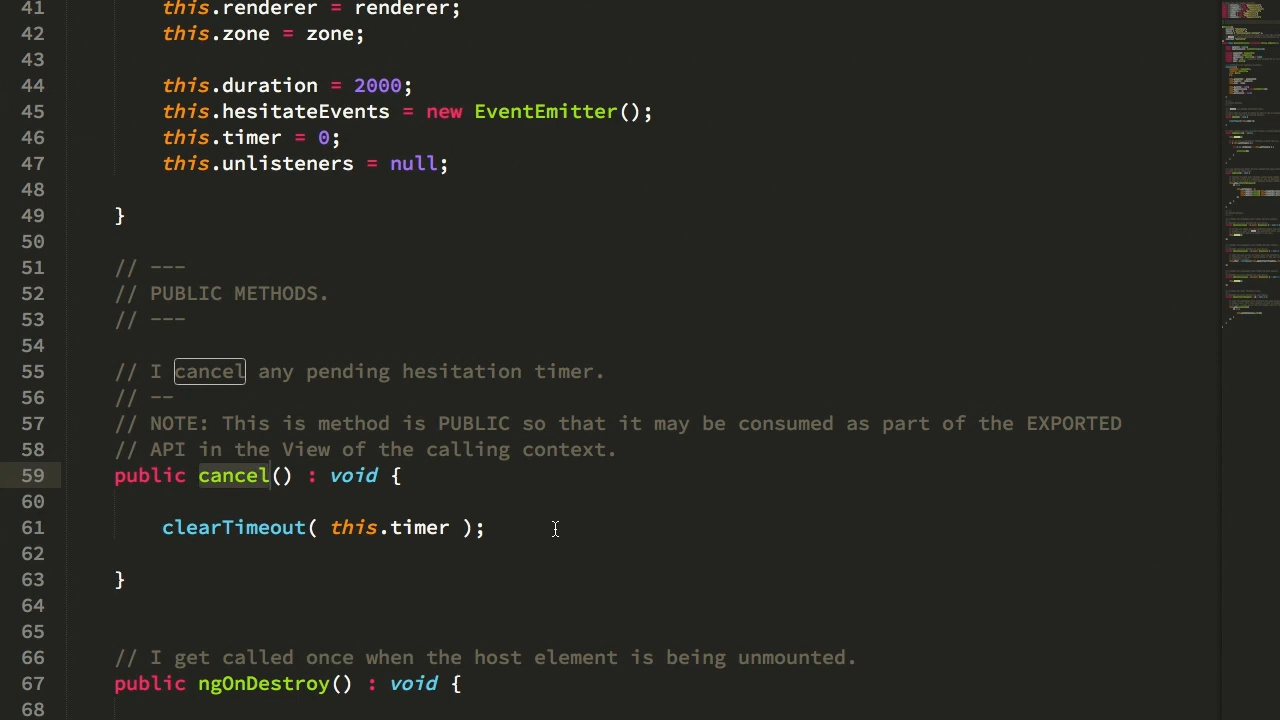 41 this.renderer = renderer;
42 this.zone = zone;
43
44 this.duration = 2000;
45 this.hesitateEvents = new EventEmitter();
46 this.timer = 0;
47 this.unlisteners = null;
48
49 }
50
51 // ---
52 // PUBLIC METHODS.
53 // ---
54
55 // I cancel any pending hesitation timer.
56 // --
57 // NOTE: This is method is PUBLIC so that it may be consumed as part of the EXPORTED
58 // API in the View of the calling context.
59 public cancel() : void {
60
61 clearTimeout( this.timer );
62
63 }
64
65
66 // I get called once when the host element is being unmounted.
67 public ngOnDestroy() : void {
68